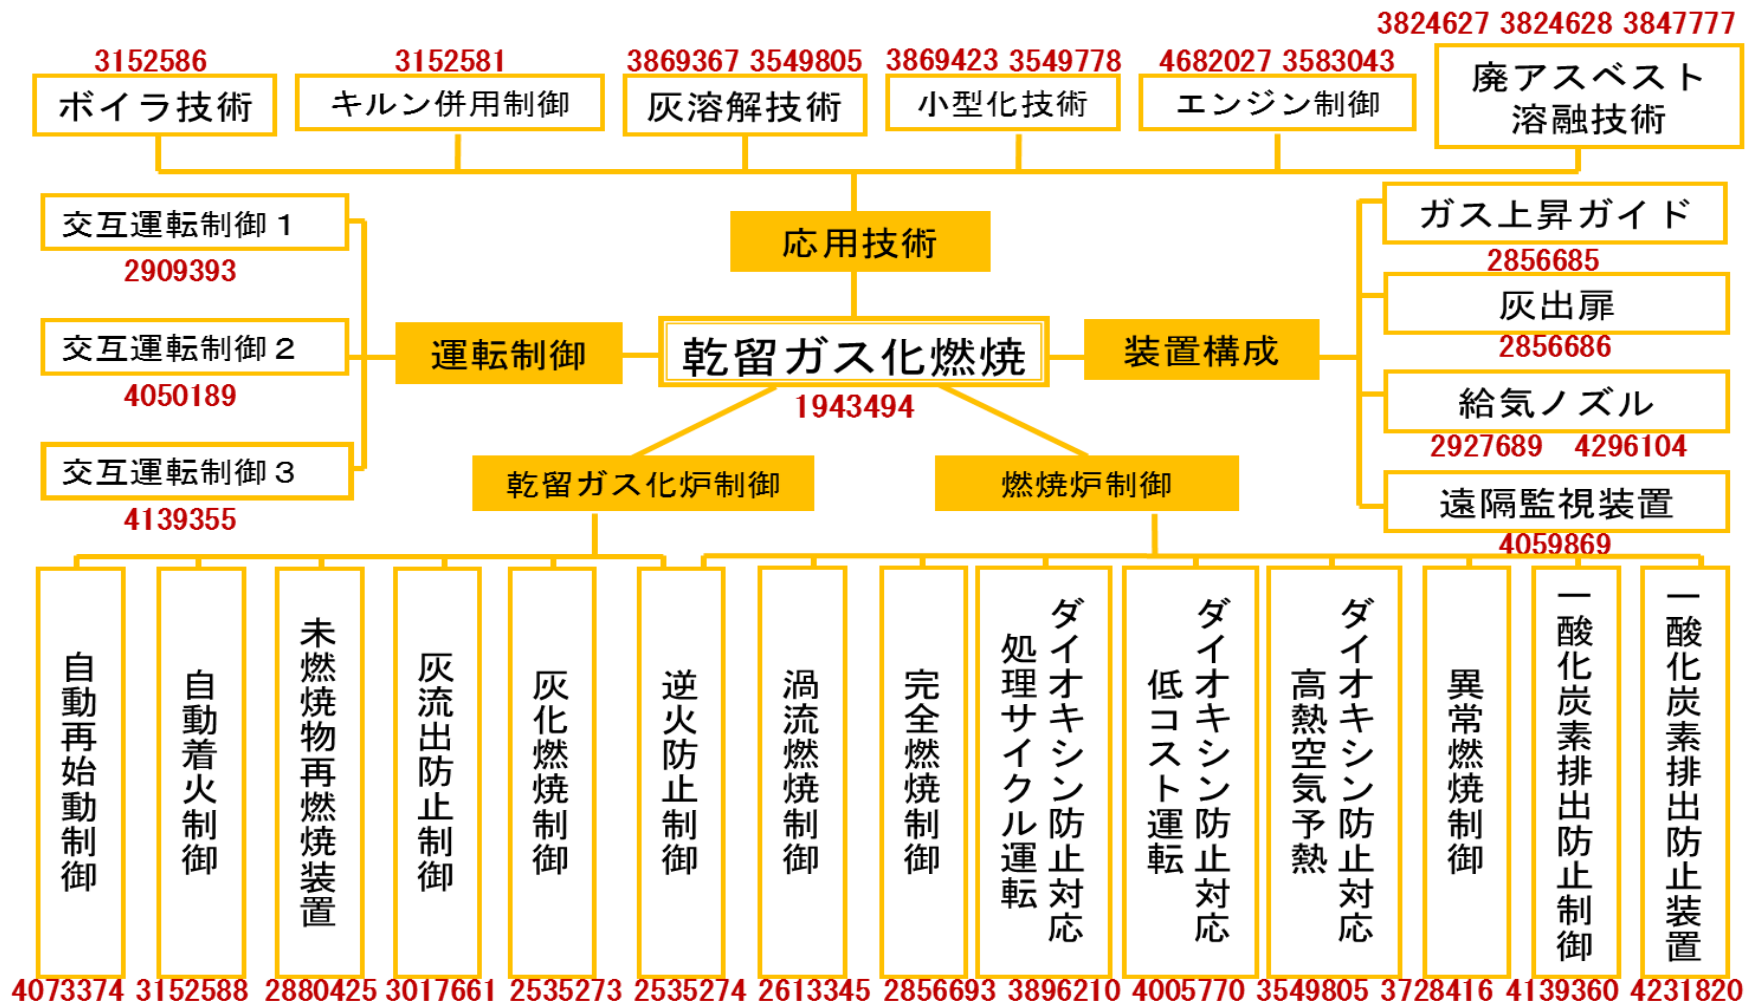 3824627 3824628 3847777
3152586
3152581
3869367 3549805
3869423 3549778
4682027 3583043
ボイラ技術
キルン併用制御
灰溶解技術
小型化技術
エンジン制御
廃アスベスト
溶融技術
交互運転制御１
2909393
交互運転制御２
4050189
交互運転制御３
4139355
応用技術
運転制御
乾留ガス化燃焼
1943494
装置構成
ガス上昇ガイド
2856685
灰出扉
2856686
給気ノズル
2927689 4296104
遠隔監視装置
4059869
乾留ガス化炉制御
燃焼炉制御
自動再始動制御
自動着火制御
未燃焼物再燃焼装置
灰流出防止制御
灰化燃焼制御
逆火防止制御
渦流燃焼制御
完全燃焼制御
ダイオキシン防止対応
処理サイクル運転
ダイオキシン防止対応
低コスト運転
ダイオキシン防止対応
高熱空気予熱
異常燃焼制御
一酸化炭素排出防止制御
一酸化炭素排出防止装置
4073374 3152588 2880425 3017661 2535273 2535274 2613345 2856693 3896210 4005770 3549805 3728416 4139360 4231820